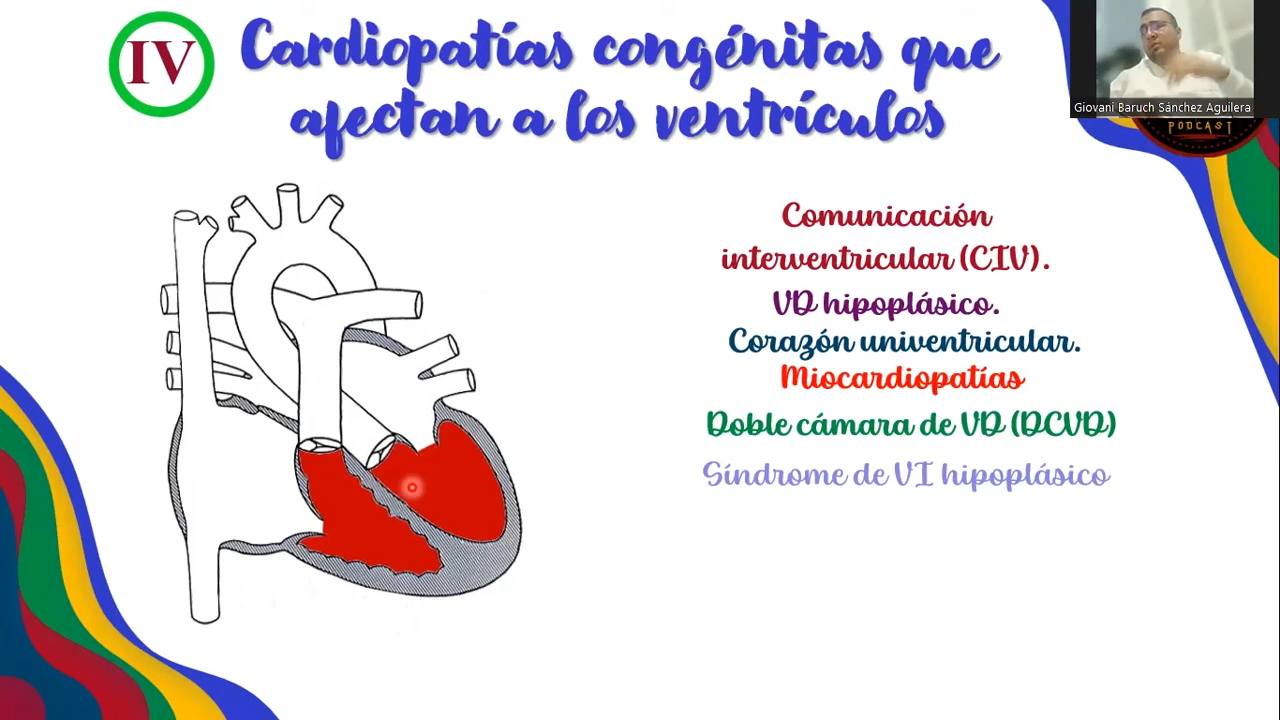 IV
Cardiopatías congénitas que
afectan a los ventrículos
Giovani Baruch Sánchez Aguilera
PODCAST
Comunicación
interventricular (CIV).
VD hipoplásico.
Corazón univentricular.
Miocardiopatías
Doble cámara de VD (DCVD)
Síndrome de VI hipoplásico